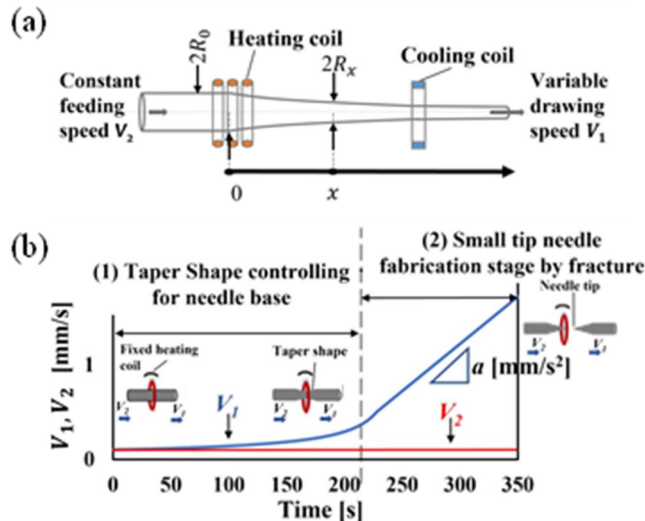 (a)
Heating coil
2R₀
Constant
feeding
speed V₂
2Rₓ
Cooling coil
Variable
drawing
speed V₁
0
x
(b)
(1) Taper Shape controlling
for needle base
(2) Small tip needle
fabrication stage by fracture
Needle tip
Fixed heating
coil
Taper shape
V₂ V₁
V₂ V₁
V₂ V₁
V₁
V₂
a [mm/s²]
V₁, V₂ [mm/s]
1
0
0 50 100 150 200 250 300 350
Time [s]